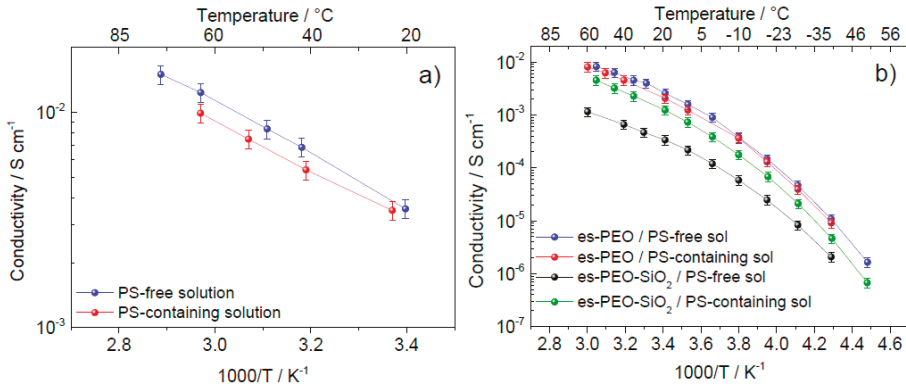 Temperature / °C
85 60 40 20
a)
Conductivity / S cm⁻¹
10⁻²
10⁻³
PS-free solution
PS-containing solution
2.8 3.0 3.2 3.4
1000/T / K⁻¹
Temperature / °C
85 60 40 20 5 -10 -23 -35 46 56
b)
Conductivity / S cm⁻¹
10⁻²
10⁻³
10⁻⁴
10⁻⁵
10⁻⁶
10⁻⁷
es-PEO / PS-free sol
es-PEO / PS-containing sol
es-PEO-SiO₂ / PS-free sol
es-PEO-SiO₂ / PS-containing sol
2.8 3.0 3.2 3.4 3.6 3.8 4.0 4.2 4.4 4.6
1000/T / K⁻¹